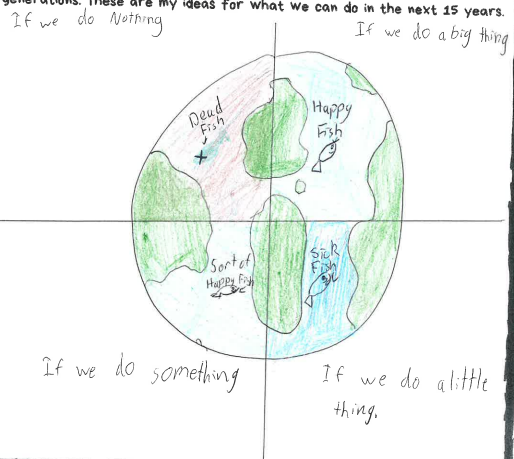 generations. These are my ideas for what we can do in the next 15 years.
If we do Nothing
If we do a big thing
Dead
Fish
Happy
Fish
Sort of
Happy Fish
Sick
Fish
If we do something
If we do a little
thing.